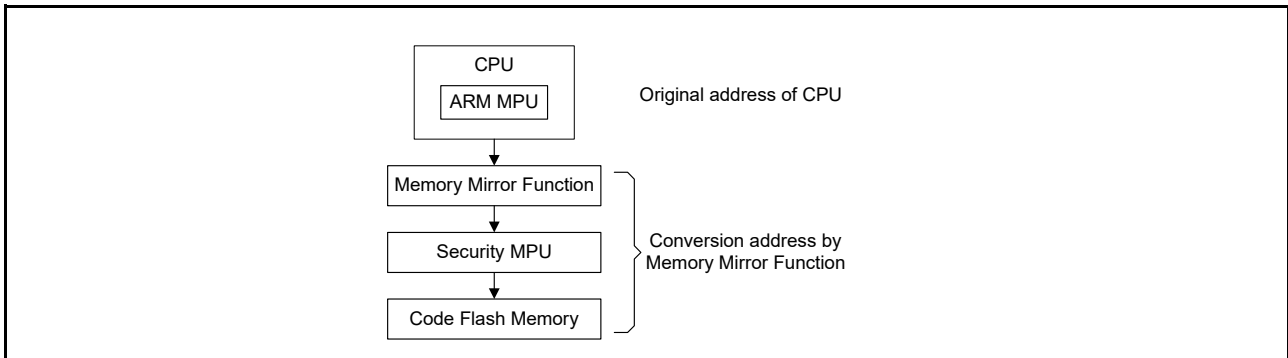 CPU
ARM MPU
Original address of CPU
Memory Mirror Function
Security MPU
Conversion address by
Memory Mirror Function
Code Flash Memory